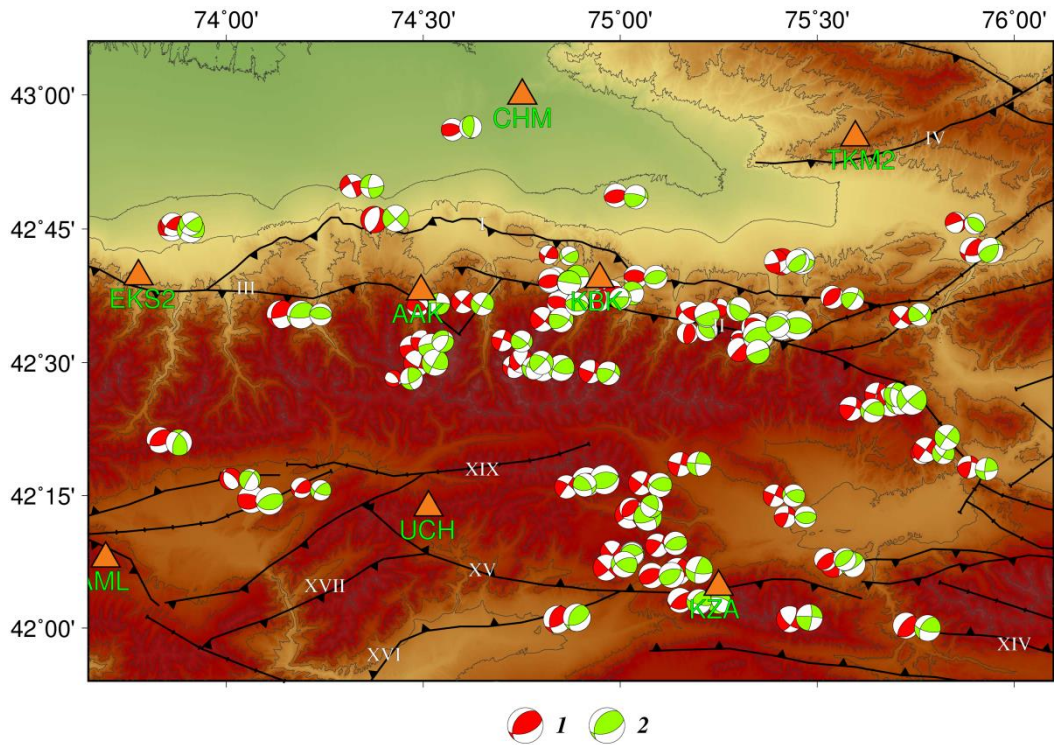 74°00' 74°30' 75°00' 75°30' 76°00'
43°00'
CHM
TKM2
IV
42°45'
I
EKS2
III
AAK
KBK
42°30'
XIX
42°15'
UCH
AML
XVII
XV
KZA
42°00'
XVI
XIV
1 2